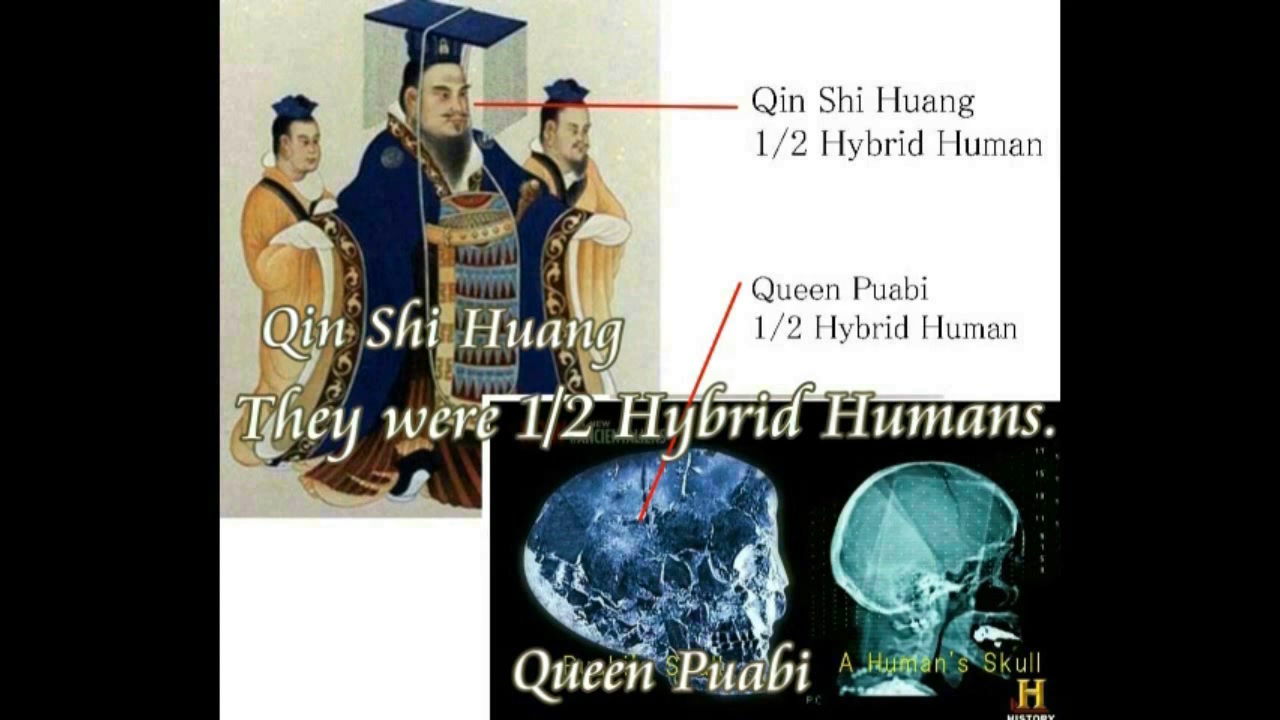 Qin Shi Huang
1/2 Hybrid Human
Queen Puabi
1/2 Hybrid Human
Qin Shi Huang
They were 1/2 Hybrid Humans.
Queen Puabi
A Human's Skull
H
HISTORY